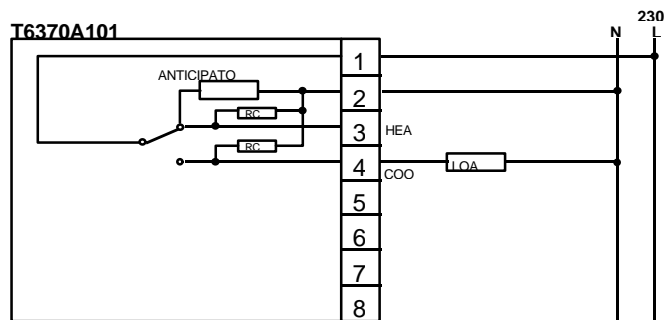 230
T6370A101
N L
1
ANTICIPATO
2
RC
3 HEA
RC
4 COO LOA
5
6
7
8